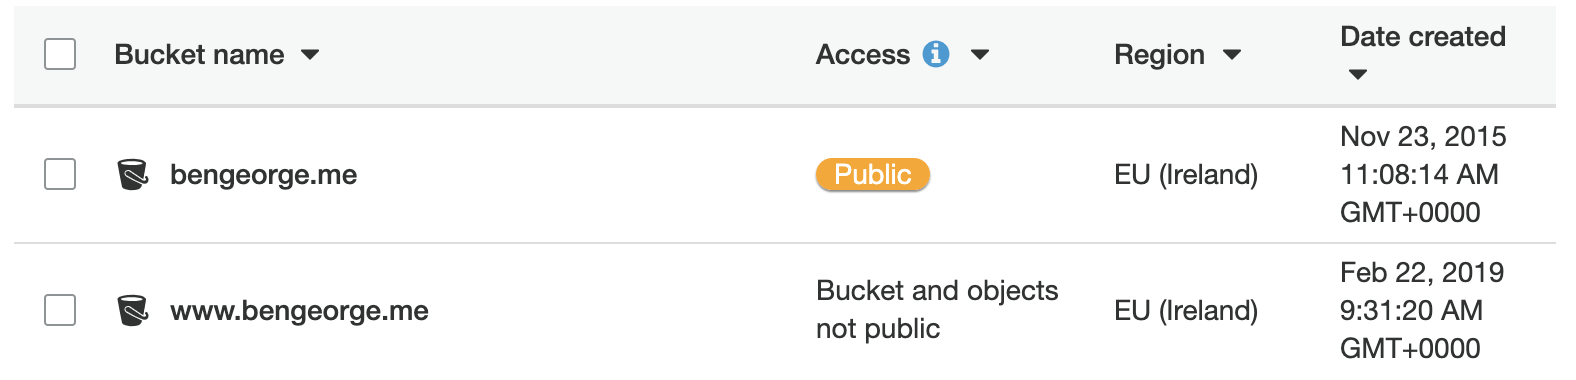 Bucket name
Access
Region
Date created
bengeorge.me
Public
EU (Ireland)
Nov 23, 2015
11:08:14 AM
GMT+0000
www.bengeorge.me
Bucket and objects
not public
EU (Ireland)
Feb 22, 2019
9:31:20 AM
GMT+0000